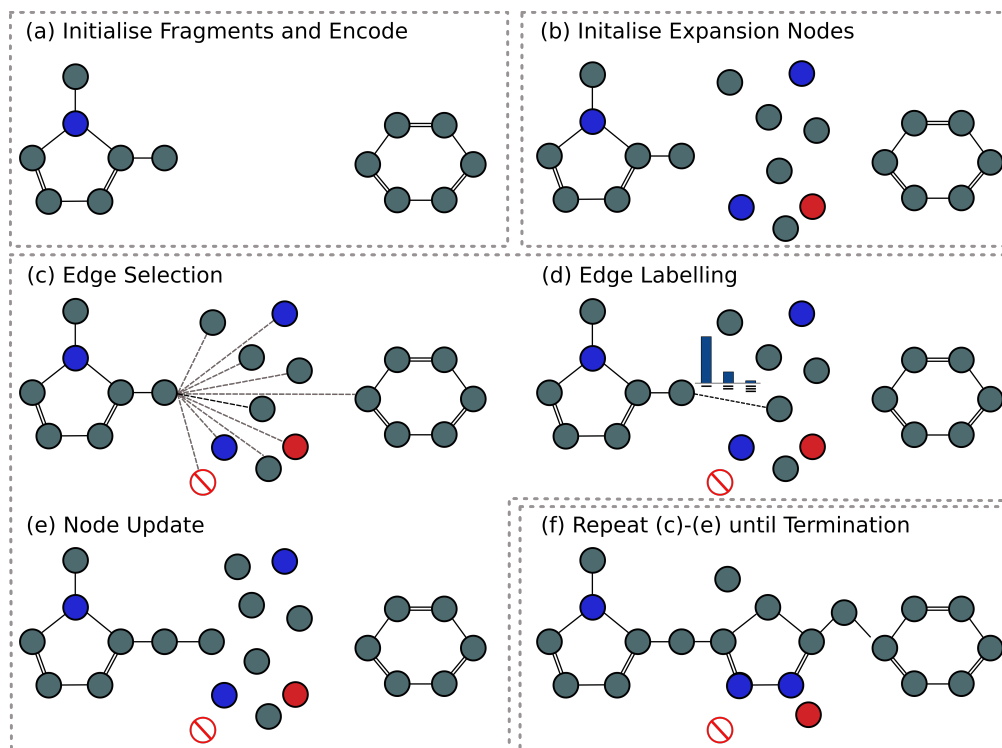 (a) Initialise Fragments and Encode
(b) Initalise Expansion Nodes
(c) Edge Selection
(d) Edge Labelling
(e) Node Update
(f) Repeat (c)-(e) until Termination